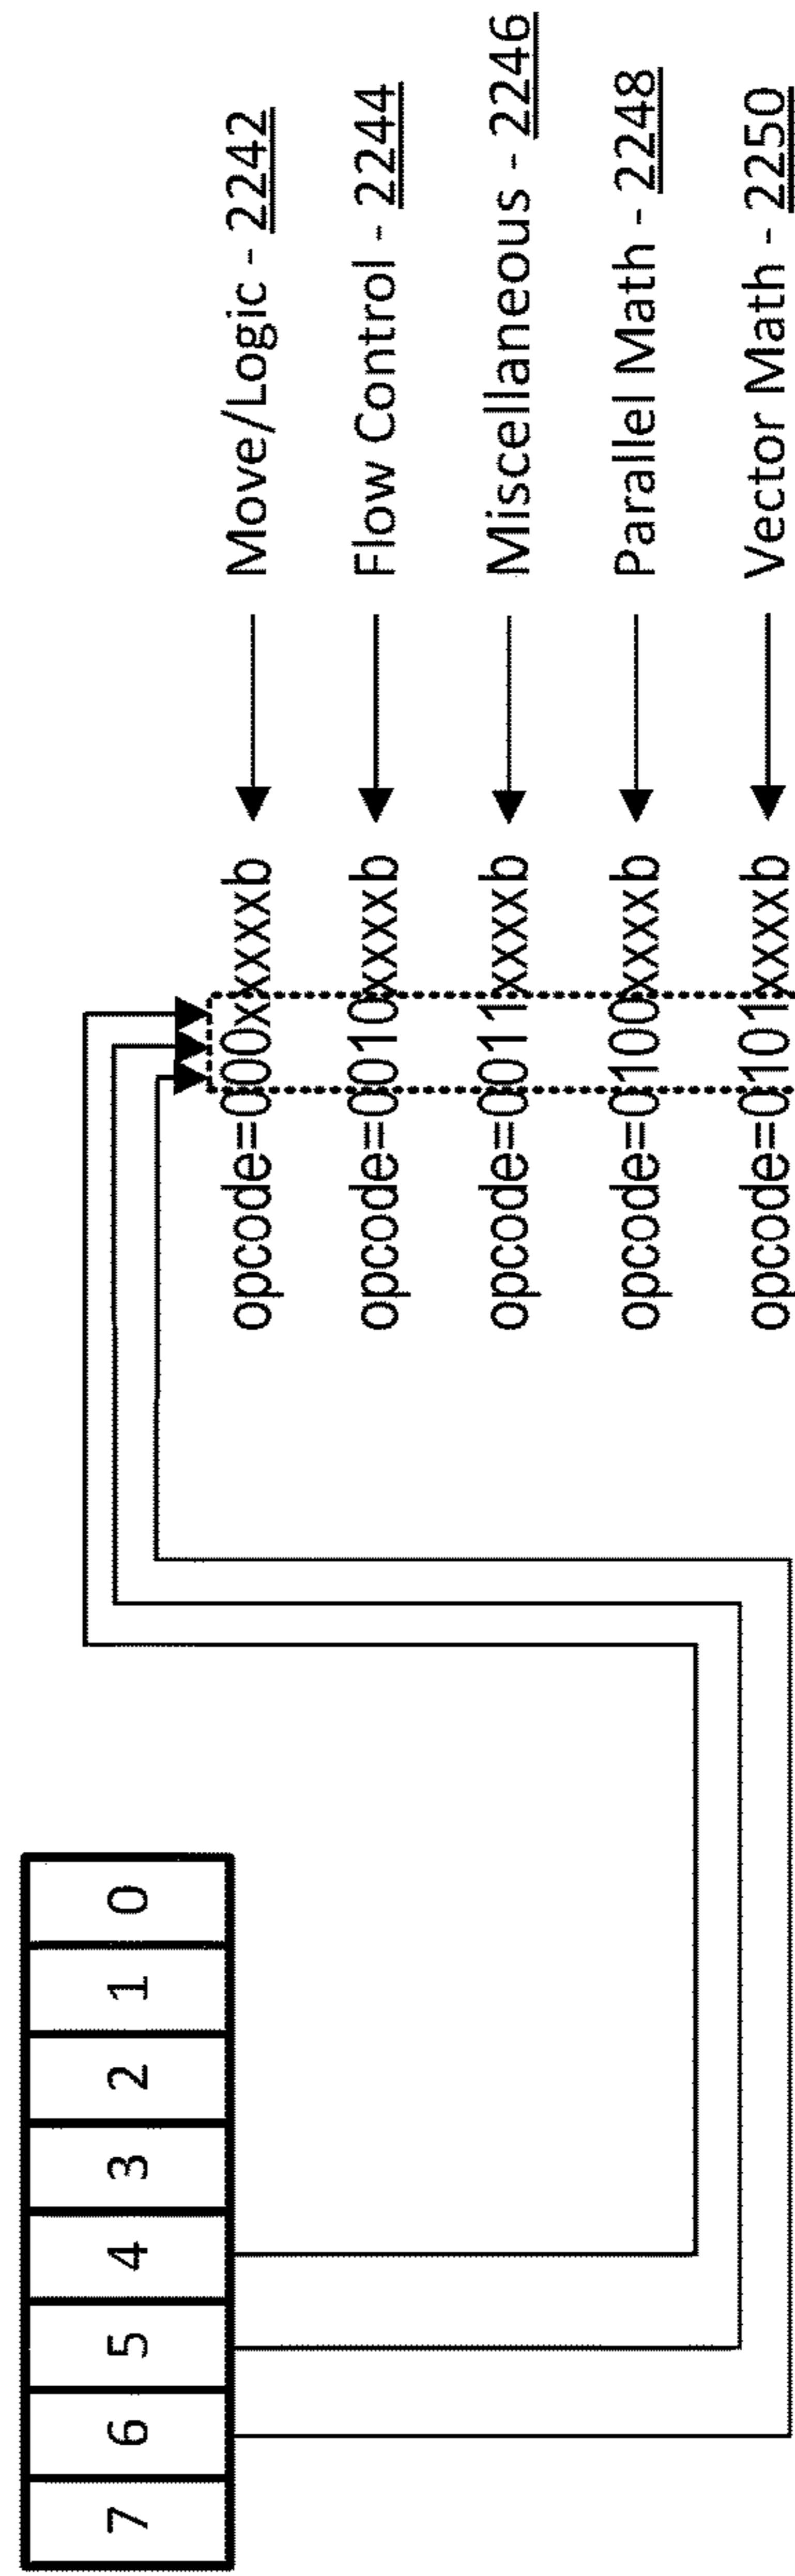 7 6 5 4 3 2 1 0
opcode=000xxxxxb Move/Logic - 2242
opcode=0010xxxxb Flow Control - 2244
opcode=0011xxxxb Miscellaneous - 2246
opcode=0100xxxxb Parallel Math - 2248
opcode=0101xxxxb Vector Math - 2250